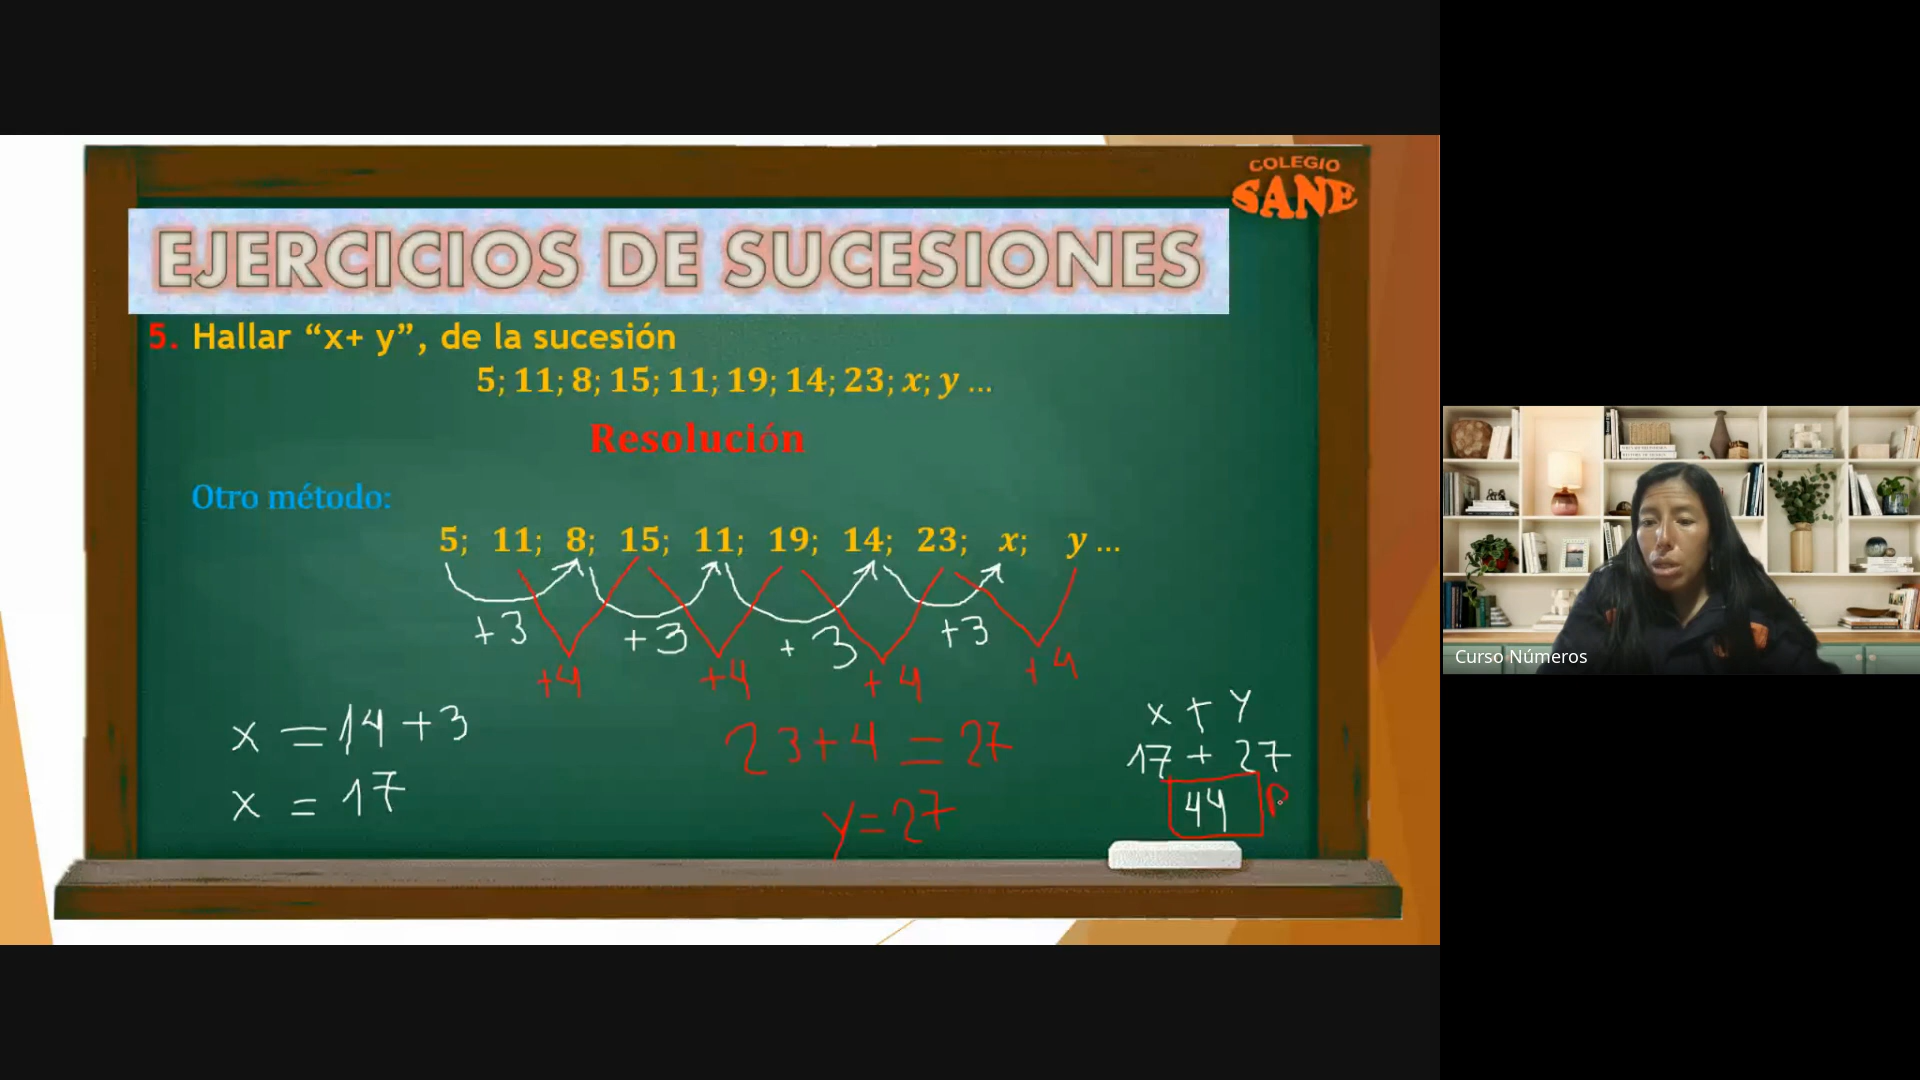 COLEGIO
SANE
EJERCICIOS DE SUCESIONES
5. Hallar “x+ y”, de la sucesión
5; 11; 8; 15; 11; 19; 14; 23; x; y ...
Resolución
Otro método:
5; 11; 8; 15; 11; 19; 14; 23; x; y ...
+3 +3 +3 +3
+4 +4 +4 +4
x = 14 + 3
x = 17
23+4 = 27
y=27
x + y
17 + 27
44
Curso Números